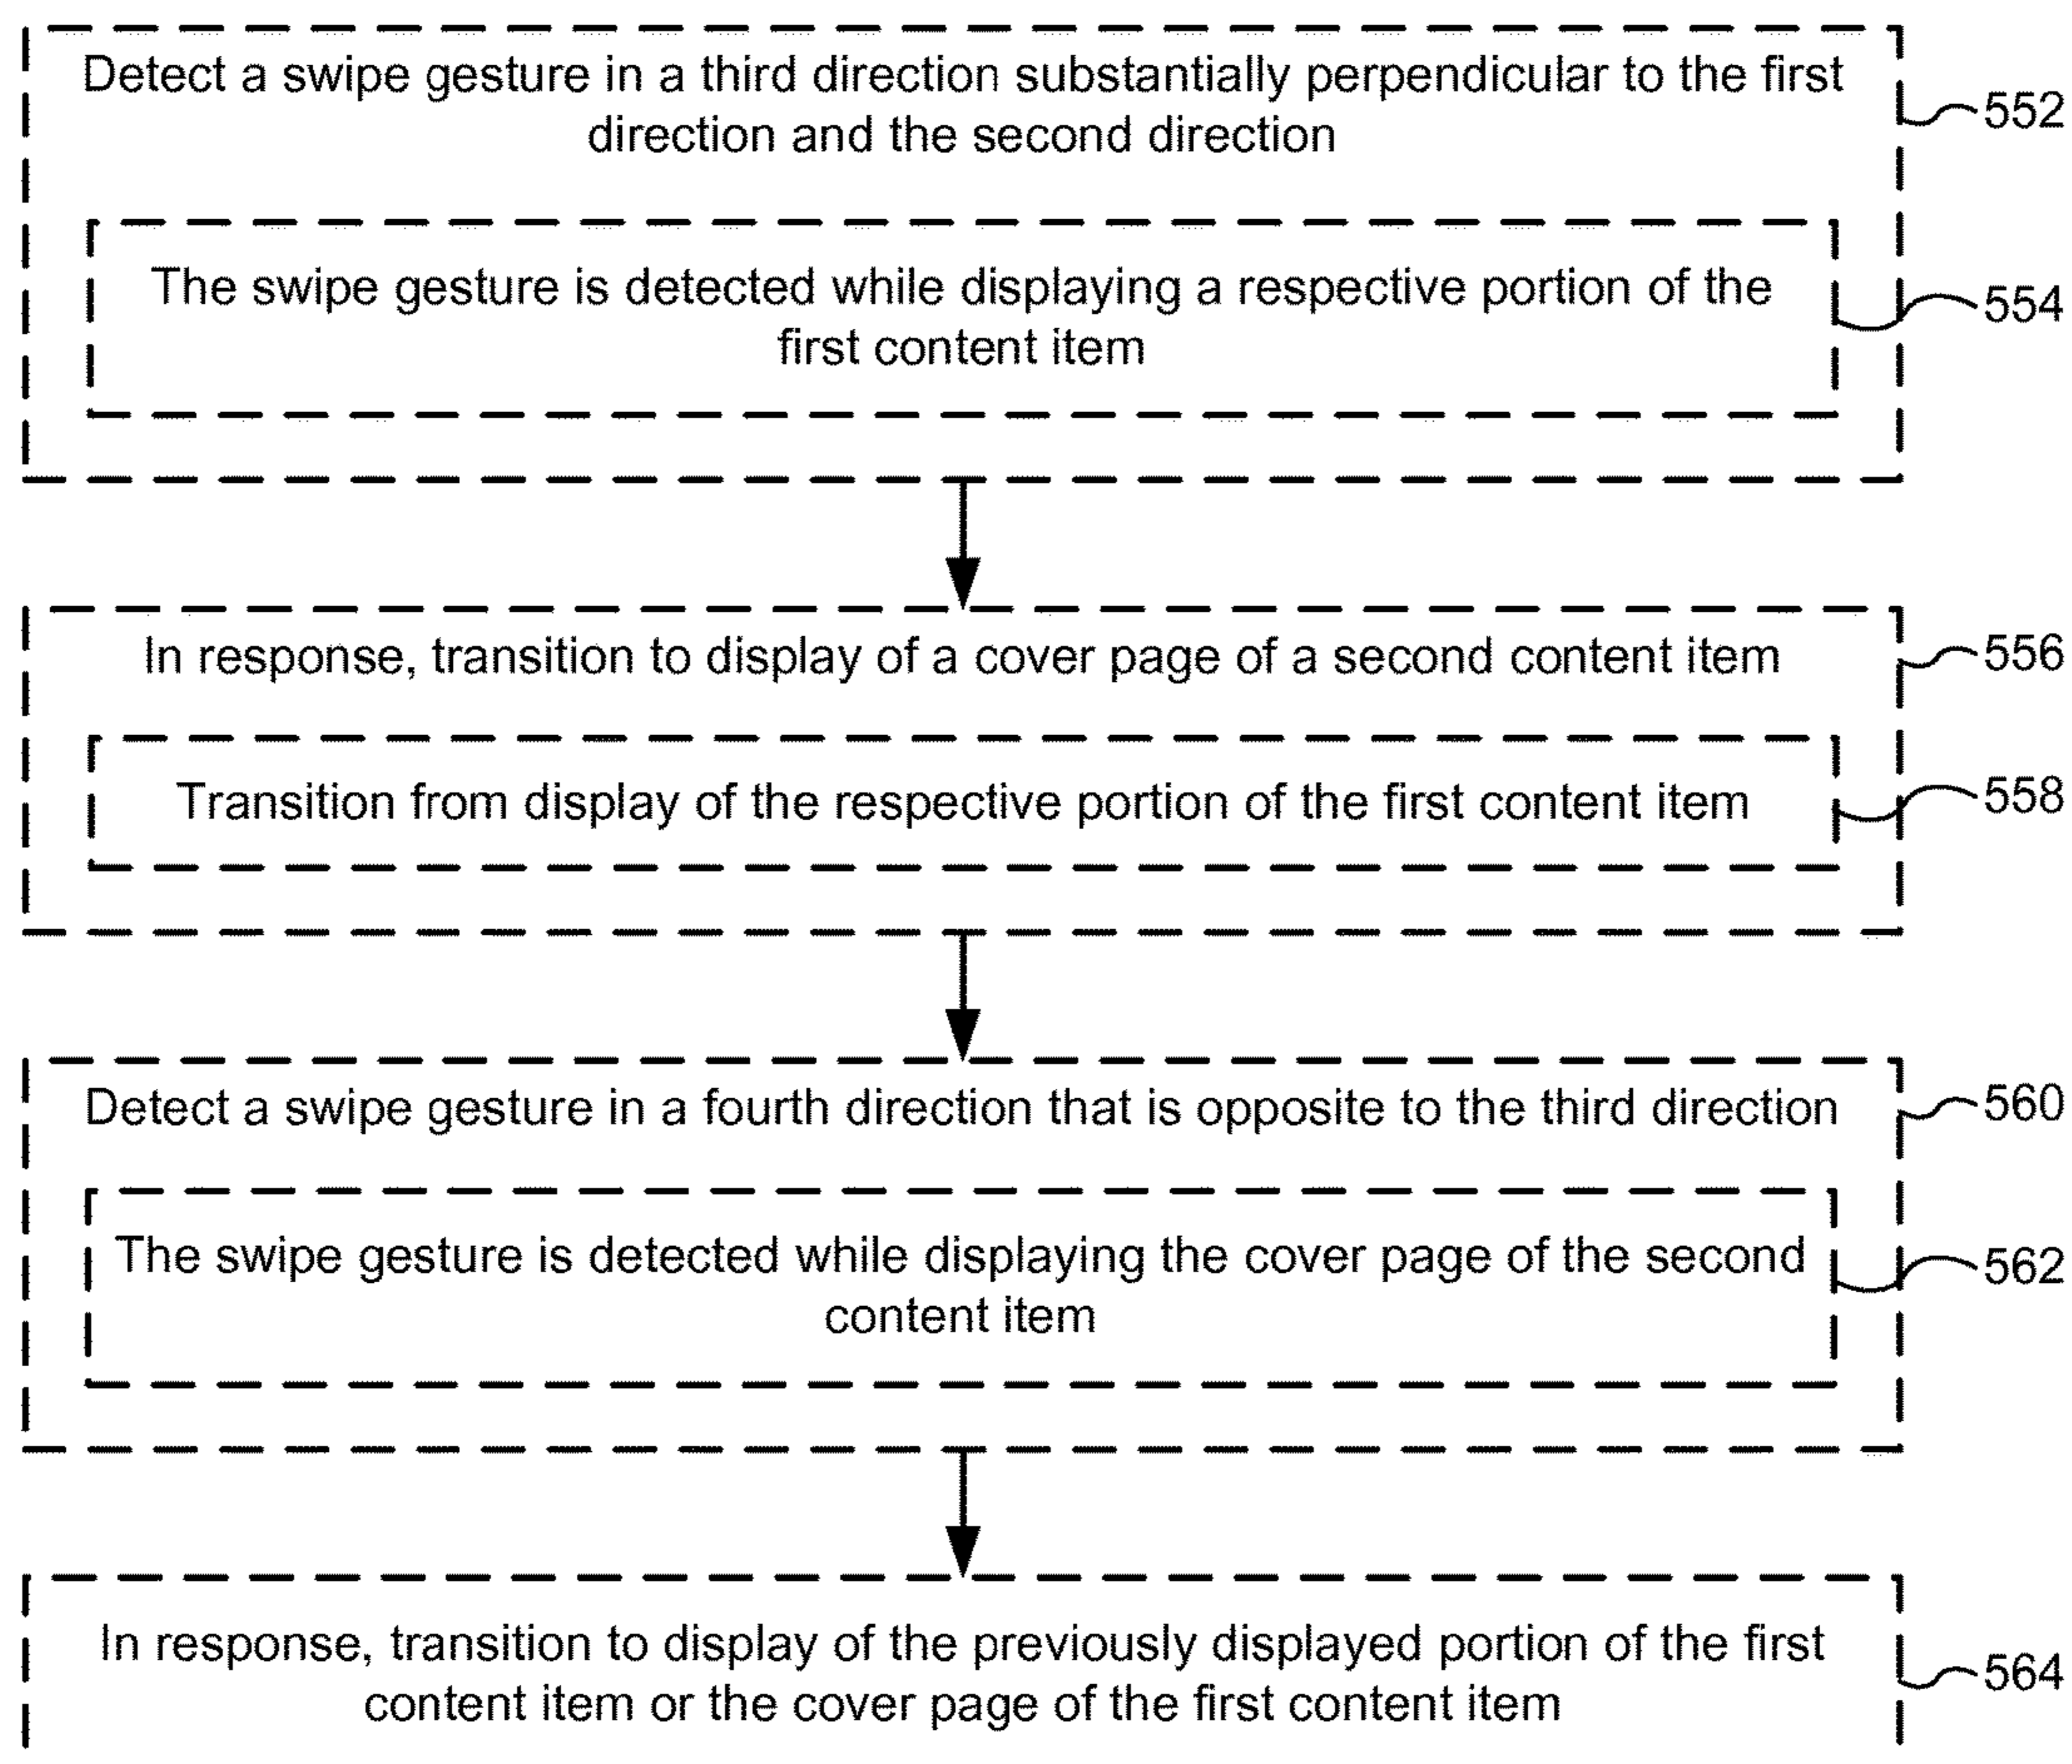 Detect a swipe gesture in a third direction substantially perpendicular to the first
direction and the second direction
552
The swipe gesture is detected while displaying a respective portion of the
first content item
554
In response, transition to display of a cover page of a second content item
556
Transition from display of the respective portion of the first content item
558
Detect a swipe gesture in a fourth direction that is opposite to the third direction
560
The swipe gesture is detected while displaying the cover page of the second
content item
562
In response, transition to display of the previously displayed portion of the first
content item or the cover page of the first content item
564